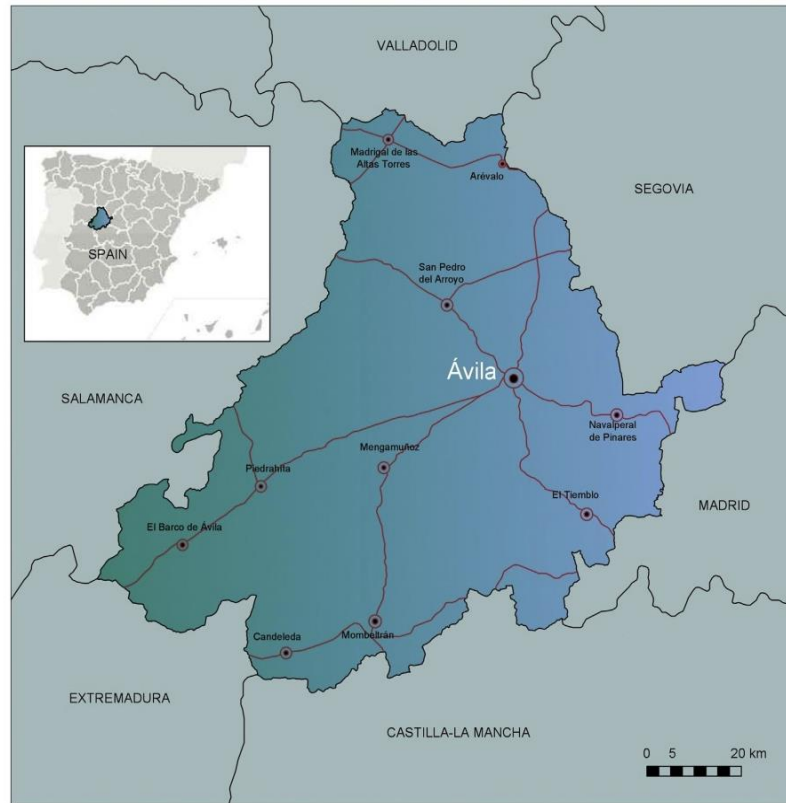 VALLADOLID
Madrigal de las
Altas Torres
Arévalo
SEGOVIA
SPAIN
San Pedro
del Arroyo
Ávila
SALAMANCA
Navalperal
de Pinares
Mengamuñoz
Piedrahíta
El Tiemblo
MADRID
El Barco de Ávila
Candeleda
Mombeltrán
EXTREMADURA
CASTILLA-LA MANCHA
0 5 20 km